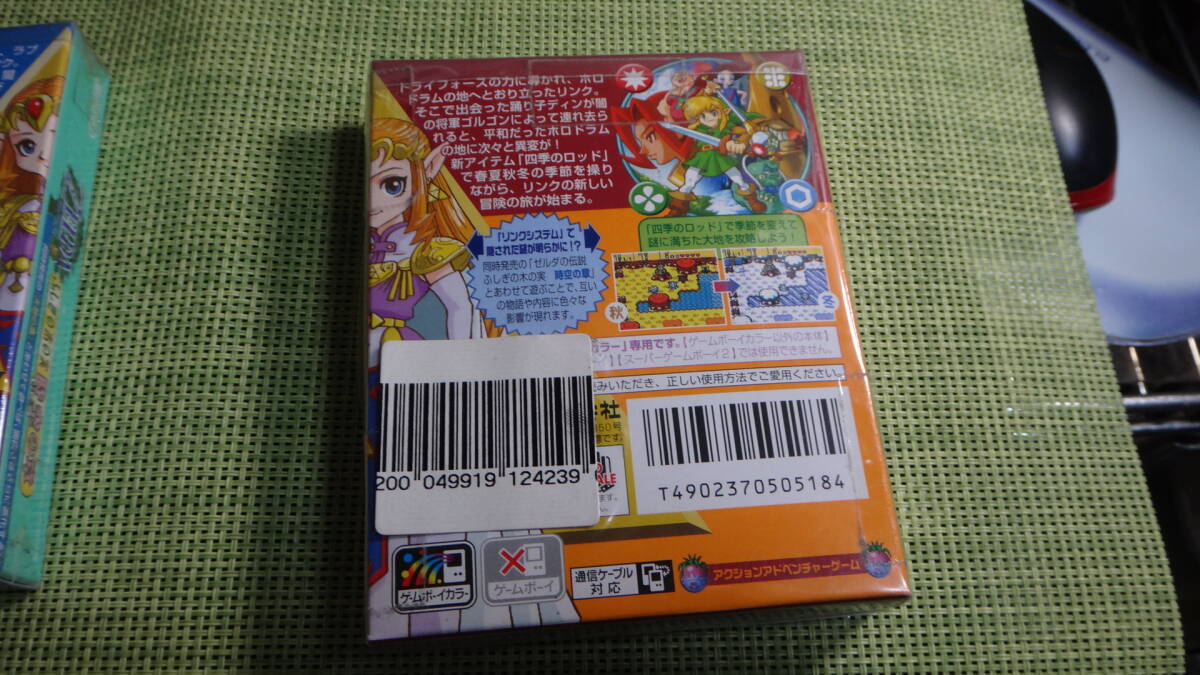 トライフォースの力に導かれ、ホロ
ドラムの地へとおり立ったリンク。
そこで出会った踊り子ディンが闇
の将軍ゴルゴンによって連れ去ら
れると、平和だったホロドラム
の地に次々と異変が!
新アイテム「四季のロッド」
で春夏秋冬の季節を操り
ながら、リンクの新しい
冒険の旅が始まる。
「リンクシステム」で
隠された謎が明らかに!?
同時発売の「ゼルダの伝説
ふしぎの木の実 時空の章」
とあわせて遊ぶことで、互い
の物語や内容に色々な
影響が現れます。
「四季のロッド」で季節を変えて
謎に満ちた大地を攻略しよう!
秋
冬
カラー」専用です。【ゲームボーイカラー以外の本体】
【スーパーゲームボーイ2】では使用できません。
みいただき、正しい使用方法でご愛用ください。
社
T4902370505184
200 049919 124239
ゲームボーイカラー
ゲームボーイ
通信ケーブル
対応
アクションアドベンチャーゲーム